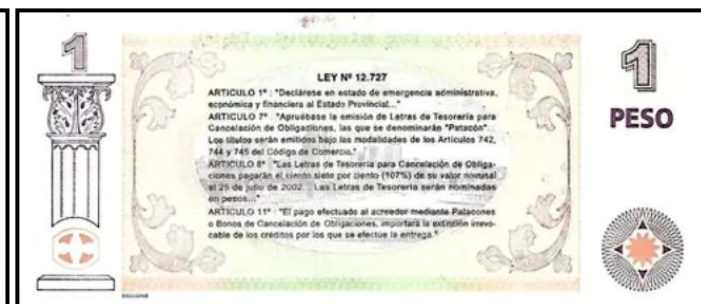 1
LEY Nº 12.727
ARTICULO 1º : "Declárese en estado de emergencia administrativa,
económica y financiera al Estado Provincial..."
ARTICULO 7º "Apruébase la emisión de Letras de Tesorería para
Cancelación de Obligaciones, las que se denominarán "Patacón"
Los títulos serán emitidos bajo las modalidades de los Artículos 742,
744 y 745 del Código de Comercio."
ARTÍCULO 8º "Las Letras de Tesorería para Cancelación de Obliga-
ciones pagarán el ciento siete por ciento (107%) de su valor nominal
el 25 de julio de 2002. Las Letras de Tesorería serán nominadas
en pesos..."
ARTICULO 11º : "El pago efectuado al acreedor mediante Patacones
o Bonos de Cancelación de Obligaciones, importará la extinción irrevo-
cable de los créditos por los que se efectúe la entrega."
1
PESO